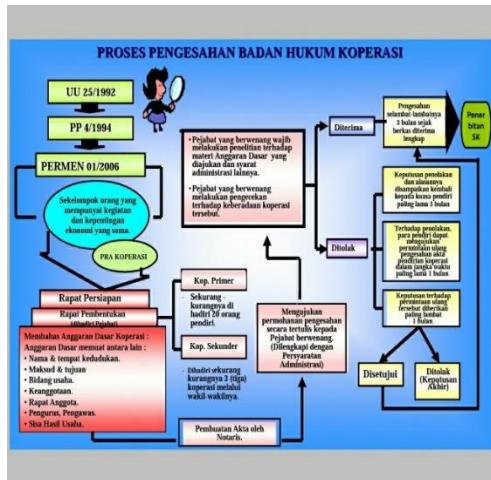 PROSES PENGESAHAN BADAN HUKUM KOPERASI
UU 25/1992
PP 4/1994
PERMEN 01/2006
Sekelompok orang yang
mempunyai kegiatan
dan kepentingan
ekonomi yang sama.
PRA KOPERASI
Rapat Persiapan
Rapat Pembentukan
(dihadiri Pejabat)
Membahas Anggaran Dasar Koperasi :
Anggaran Dasar memuat antara lain :
• Nama & tempat kedudukan.
• Maksud & tujuan
• Bidang usaha.
• Keanggotaan.
• Rapat Anggota.
• Pengurus, Pengawas.
• Sisa Hasil Usaha.
Kop. Primer
- Sekurang -
kurangnya di
hadiri 20 orang
pendiri.
Kop. Sekunder
- Dihadiri sekurang
kurangnya 3 (tiga)
koperasi melalui
wakil-wakilnya.
Pembuatan Akta oleh
Notaris.
Mengajukan
permohonan pengesahan
secara tertulis kepada
Pejabat berwenang.
(Dilengkapi dengan
Persyaratan
Administrasi)
• Pejabat yang berwenang wajib
melakukan penelitian terhadap
materi Anggaran Dasar yang
diajukan dan syarat
administrasi lainnya.
• Pejabat yang berwenang
melakukan pengecekan
terhadap keberadaan koperasi
tersebut.
Diterima
Pengesahan
selambat-lambatnya
3 bulan sejak
berkas diterima
lengkap
Pener
bitan
SK
Ditolak
Keputusan penolakan
dan alasannya
disampaikan kembali
kepada kuasa pendiri
paling lama 3 bulan
Terhadap penolakan,
para pendiri dapat
mengajukan
permintaan ulang
pengesahan akta
pendirian koperasi
dalam jangka waktu
paling lama 1 bulan.
Keputusan terhadap
permintaan ulang
tersebut diberikan
paling lambat
1 bulan.
Disetujui
Ditolak
(Keputusan
Akhir)